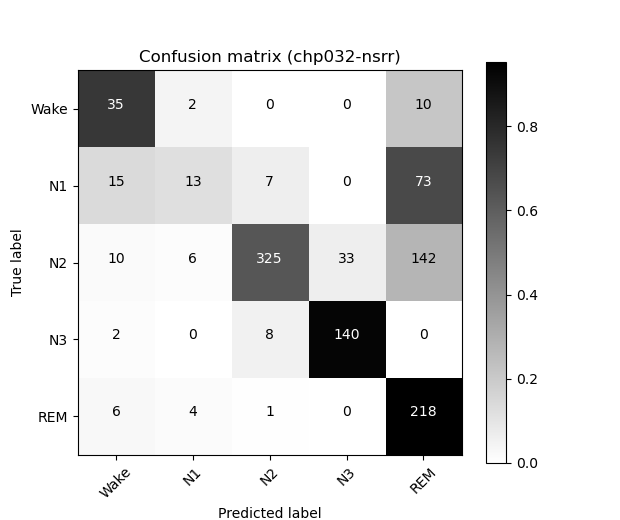 Confusion matrix (chp032-nsrr)
True label
Wake 35 2 0 0 10
N1 15 13 7 0 73
N2 10 6 325 33 142
N3 2 0 8 140 0
REM 6 4 1 0 218
Wake N1 N2 N3 REM
Predicted label
0.8
0.6
0.4
0.2
0.0